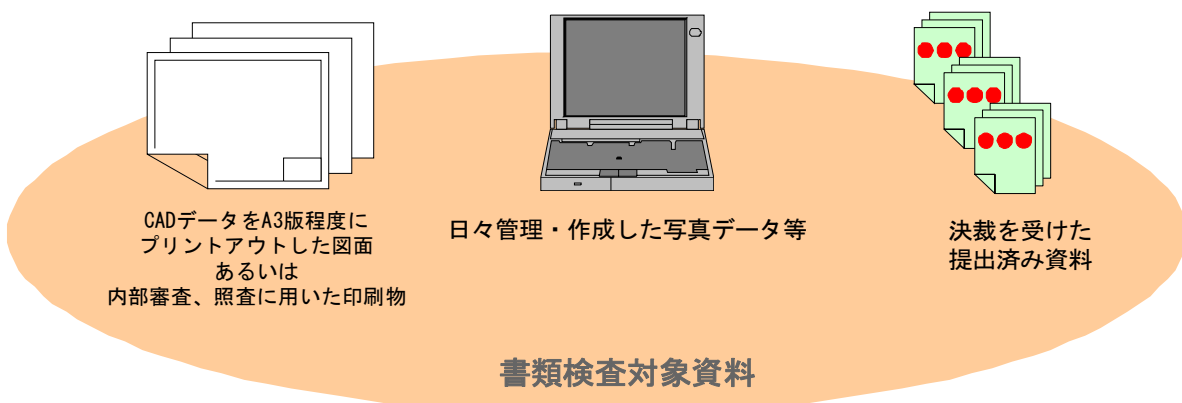 CADデータをA3版程度に
プリントアウトした図面
あるいは
内部審査、照査に用いた印刷物
日々管理・作成した写真データ等
決裁を受けた
提出済み資料
書類検査対象資料